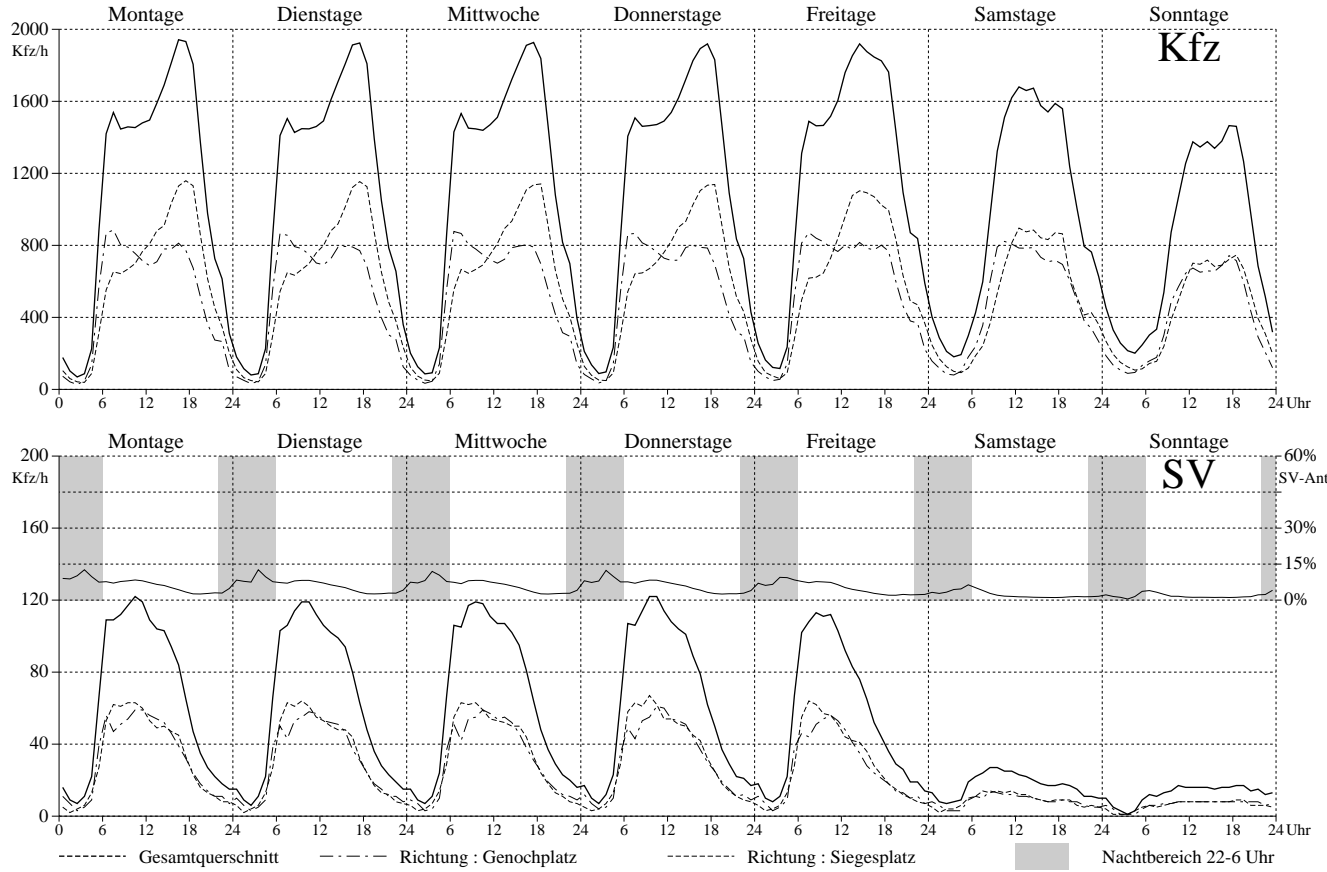 Montage Dienstage Mittwoche Donnerstage Freitage Samstage Sonntage
2000
Kfz/h
Kfz
1600
1200
800
400
0
0 6 12 18 24 6 12 18 24 6 12 18 24 6 12 18 24 6 12 18 24 6 12 18 24 6 12 18 24 Uhr
Montage Dienstage Mittwoche Donnerstage Freitage Samstage Sonntage
200 60%
Kfz/h SV SV-Ant
160 30%
15%
120 0%
80
40
0
0 6 12 18 24 6 12 18 24 6 12 18 24 6 12 18 24 6 12 18 24 6 12 18 24 6 12 18 24 Uhr
Gesamtquerschnitt Richtung : Genochplatz Richtung : Siegesplatz Nachtbereich 22-6 Uhr